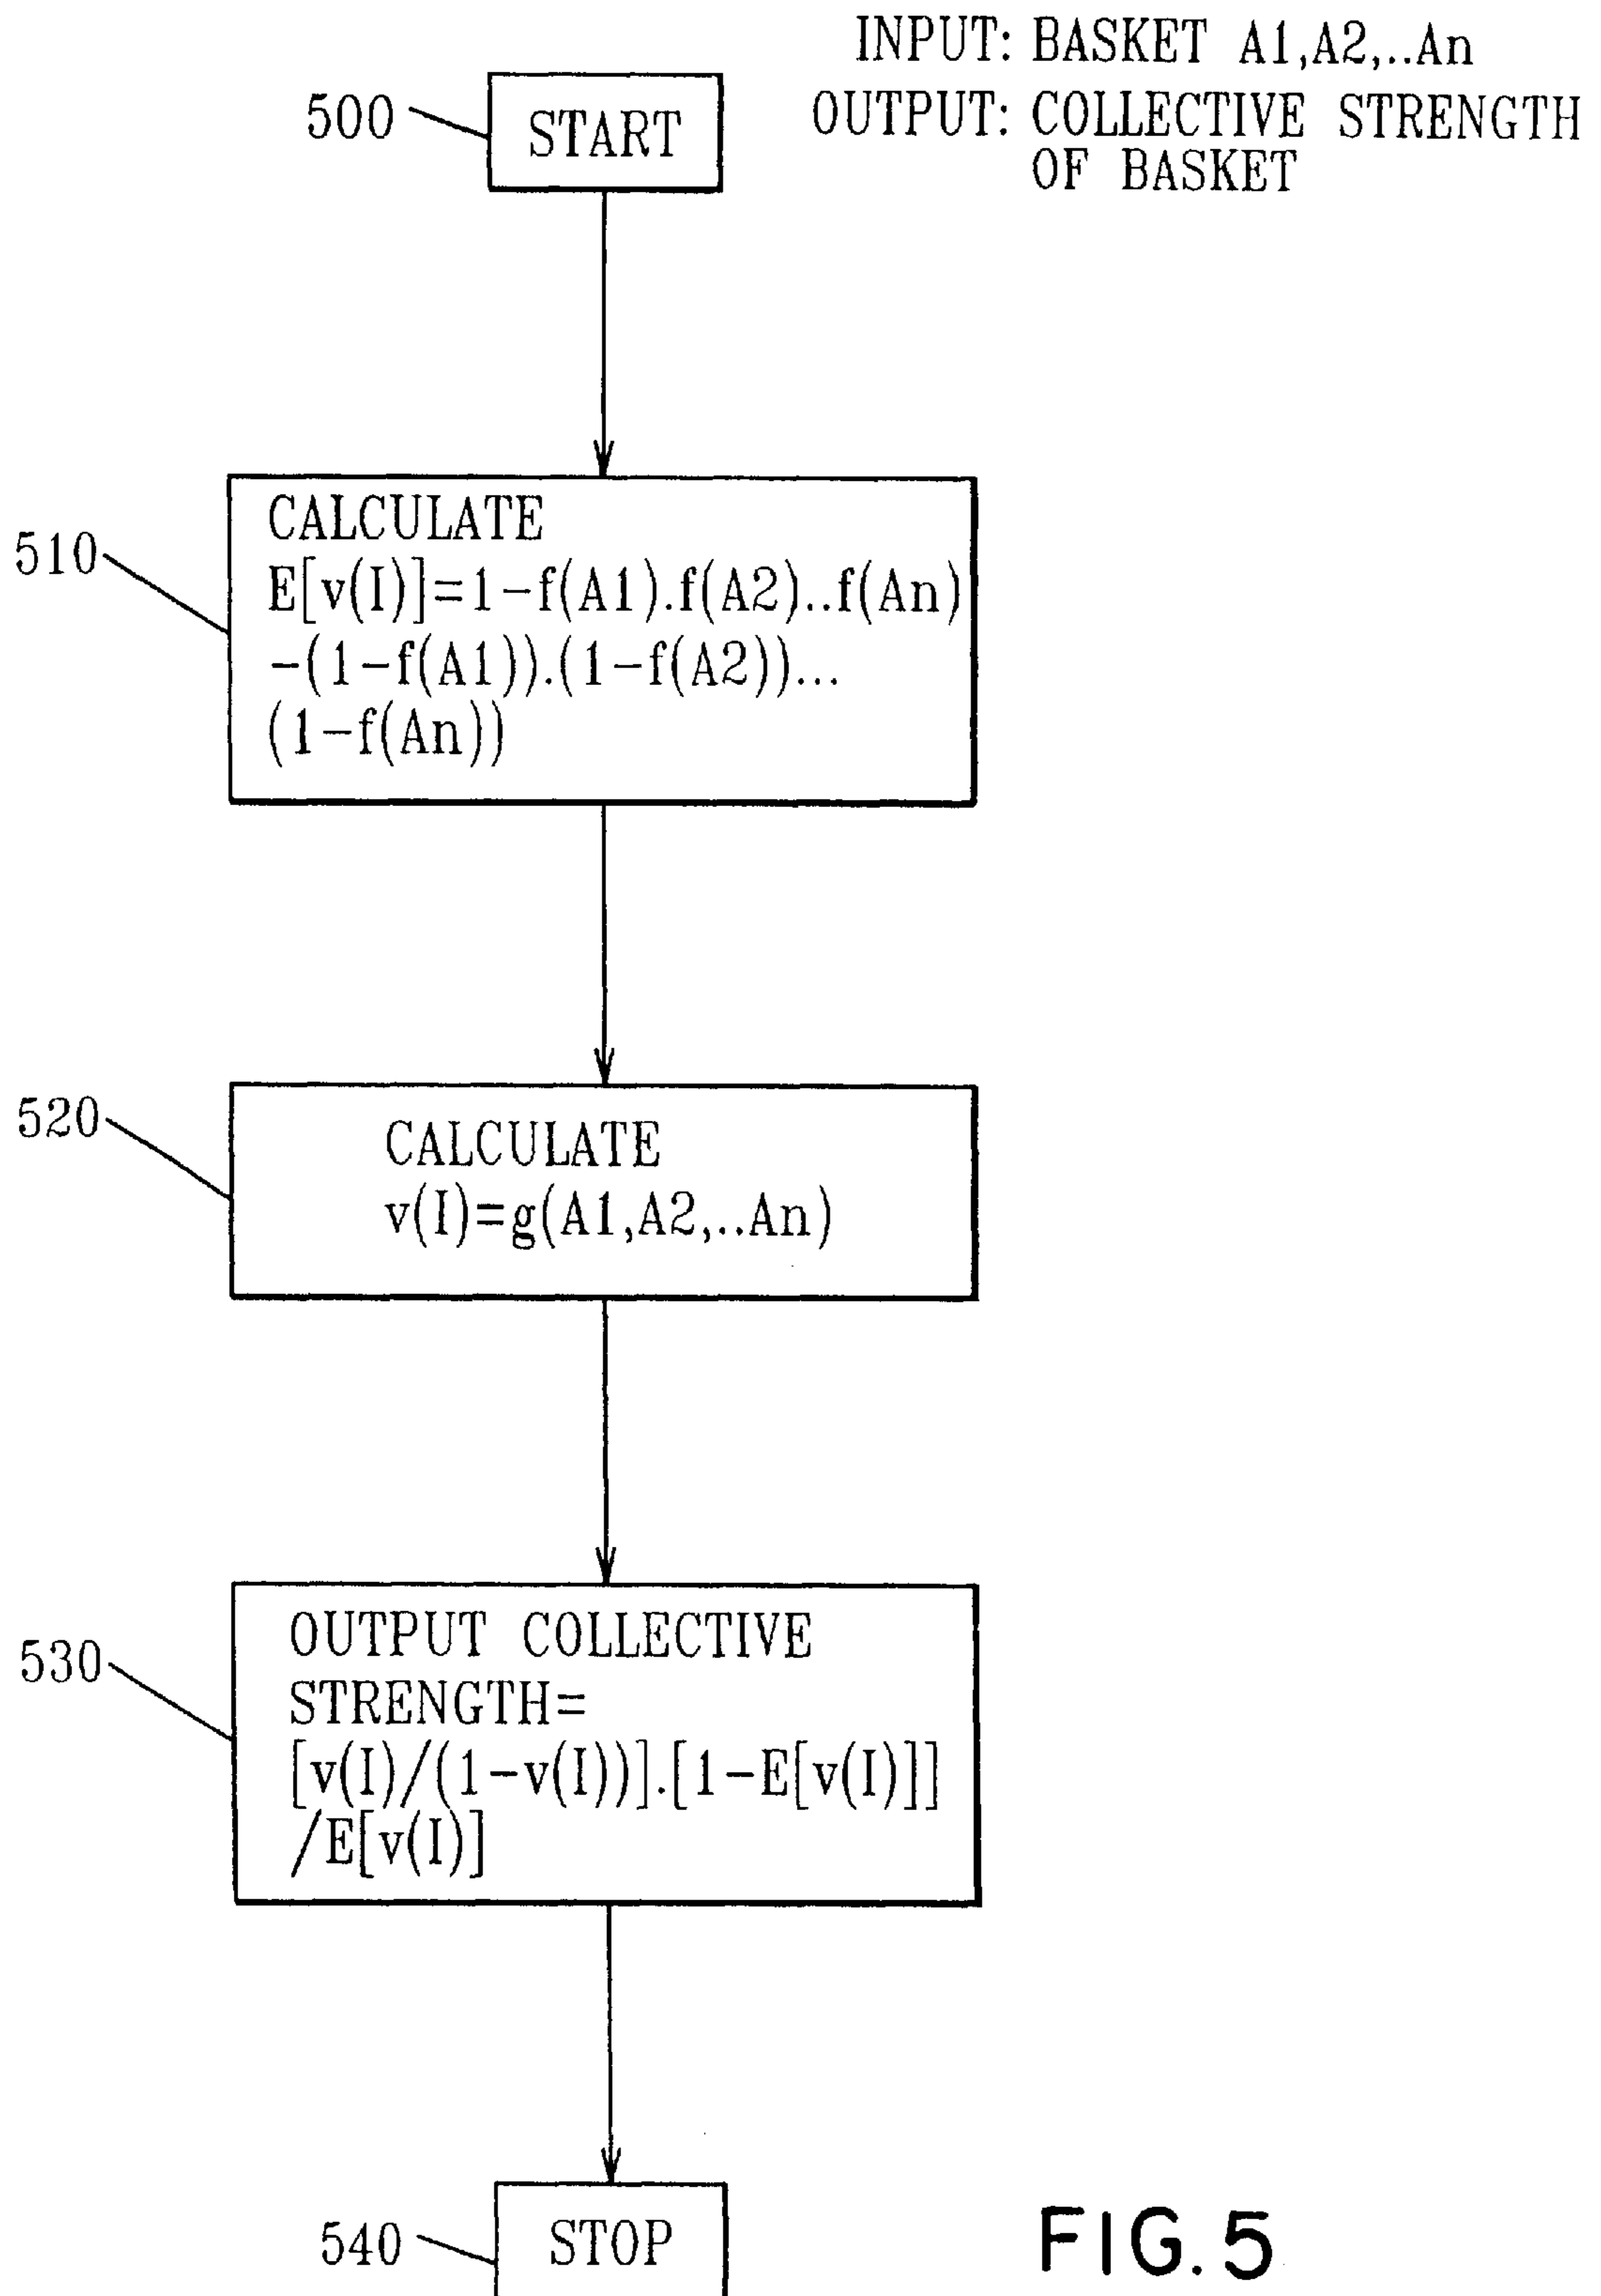 INPUT: BASKET A1,A2,..An
OUTPUT: COLLECTIVE STRENGTH
OF BASKET
500
START
510
CALCULATE
E[v(I)]=1-f(A1).f(A2)..f(An)
-(1-f(A1)).(1-f(A2))...
(1-f(An))
520
CALCULATE
v(I)=g(A1,A2,..An)
530
OUTPUT COLLECTIVE
STRENGTH=
[v(I)/(1-v(I))].[1-E[v(I)]]
/E[v(I)]
540
STOP
FIG. 5